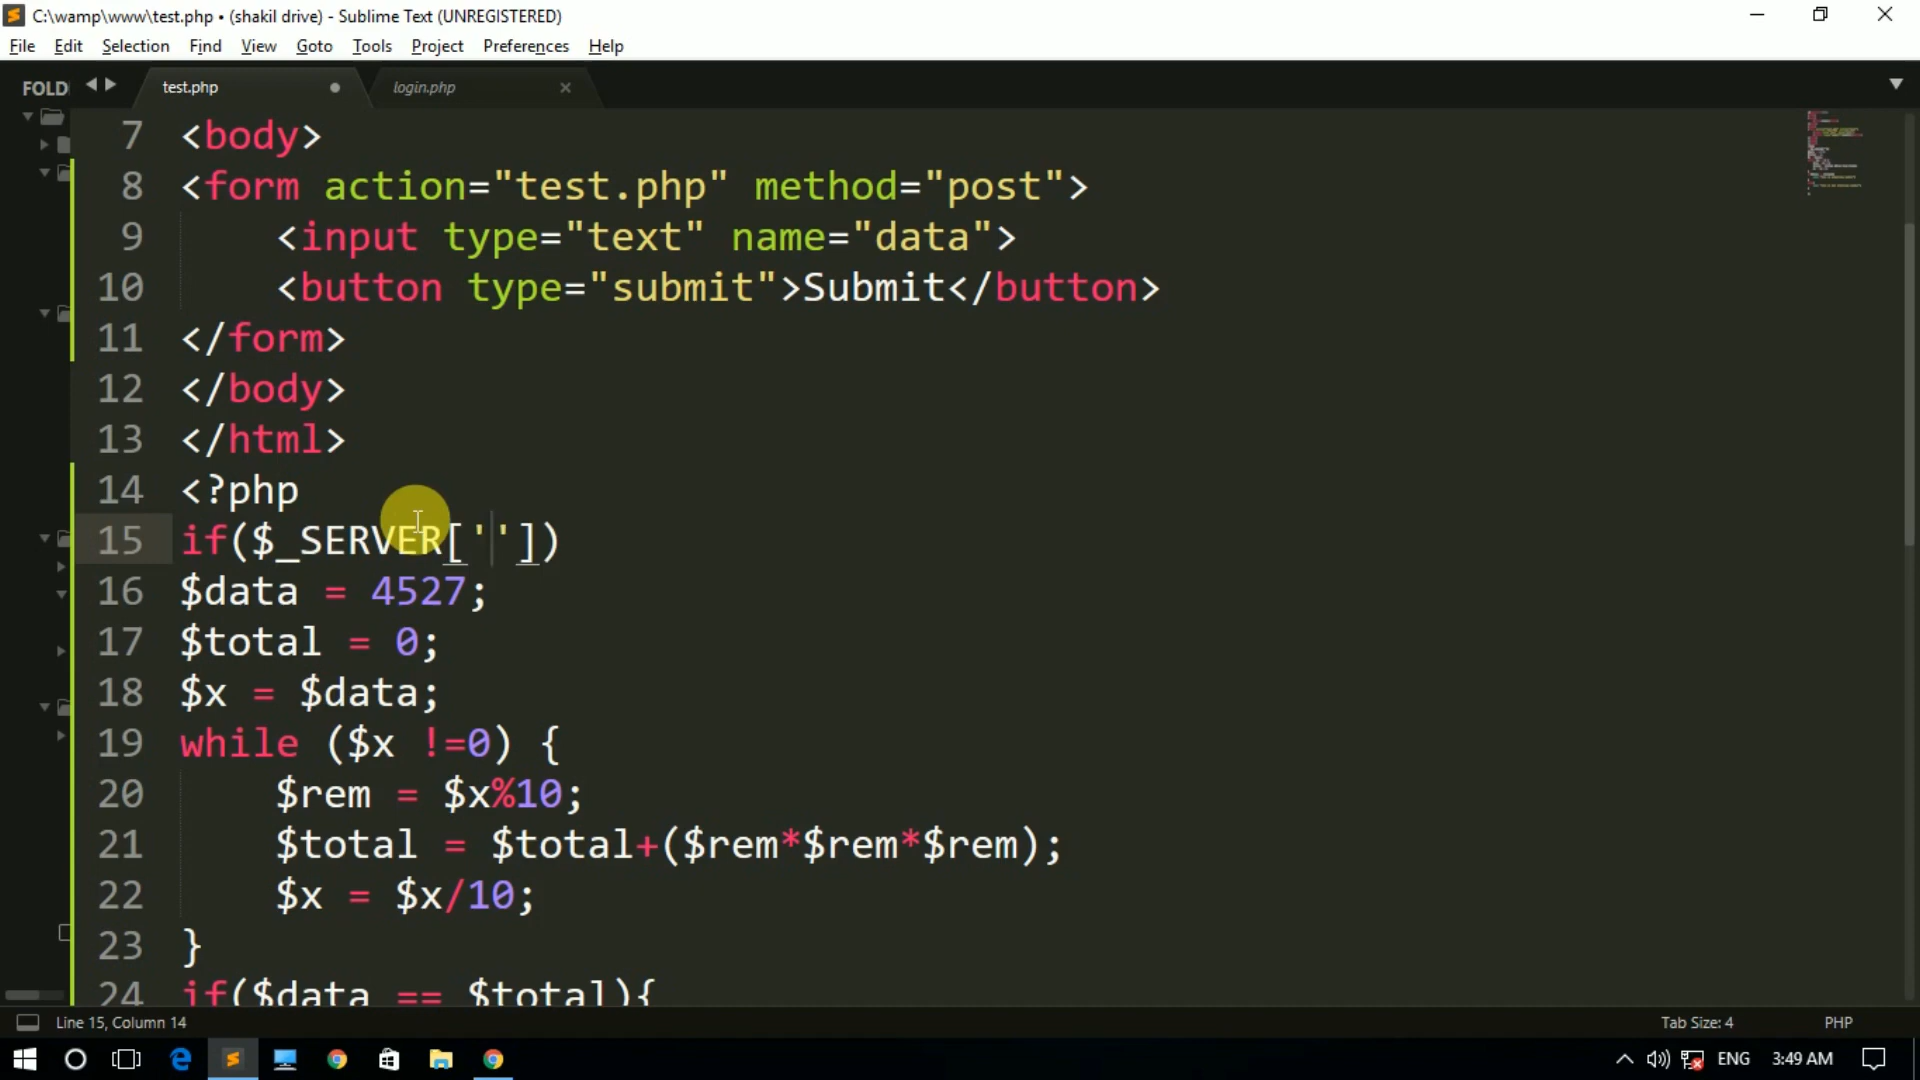 C:\wamp\www\test.php • (shakil drive) - Sublime Text (UNREGISTERED)
File Edit Selection Find View Goto Tools Project Preferences Help
FOLD
test.php login.php
7 <body>
8 <form action="test.php" method="post">
9 <input type="text" name="data">
10 <button type="submit">Submit</button>
11 </form>
12 </body>
13 </html>
14 <?php
15 if($_SERVER[''])
16 $data = 4527;
17 $total = 0;
18 $x = $data;
19 while ($x !=0) {
20 $rem = $x%10;
21 $total = $total+($rem*$rem*$rem);
22 $x = $x/10;
23 }
24 if($data == $total){
Line 15, Column 14 Tab Size: 4 PHP
ENG 3:49 AM